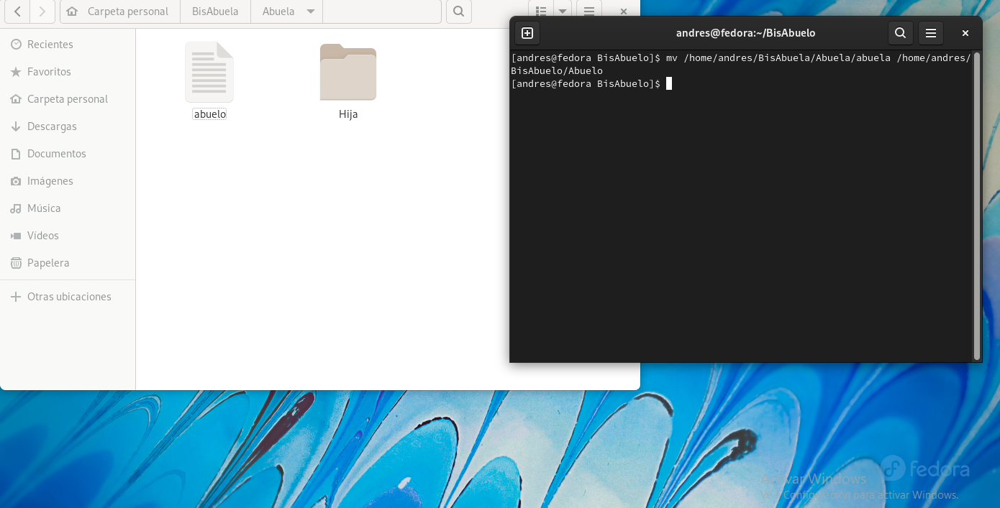 Carpeta personal BisAbuela Abuela
Recientes
Favoritos
Carpeta personal
Descargas
Documentos
Imágenes
Música
Vídeos
Papelera
Otras ubicaciones
abuelo
Hija
andres@fedora:~/BisAbuelo
[andres@fedora BisAbuelo]$ mv /home/andres/BisAbuela/Abuela/abuela /home/andres/
BisAbuelo/Abuelo
[andres@fedora BisAbuelo]$
fedora
Activar Windows
Configuración para activar Windows.